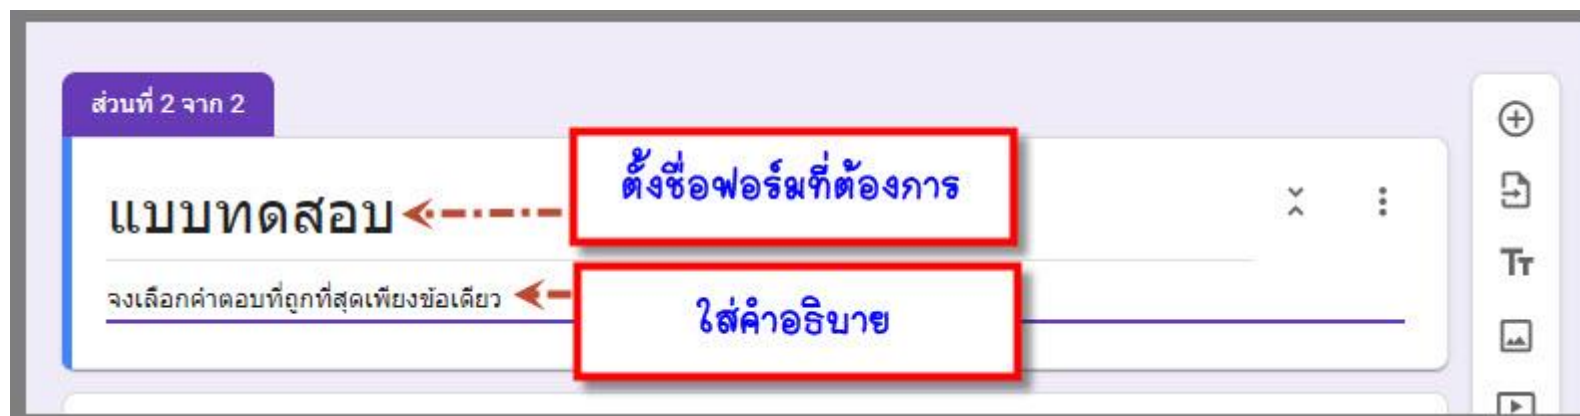 ส่วนที่ 2 จาก 2
ตั้งชื่อฟอร์มที่ต้องการ
แบบทดสอบ
จงเลือกคำตอบที่ถูกที่สุดเพียงข้อเดียว
ใส่คำอธิบาย
Tт